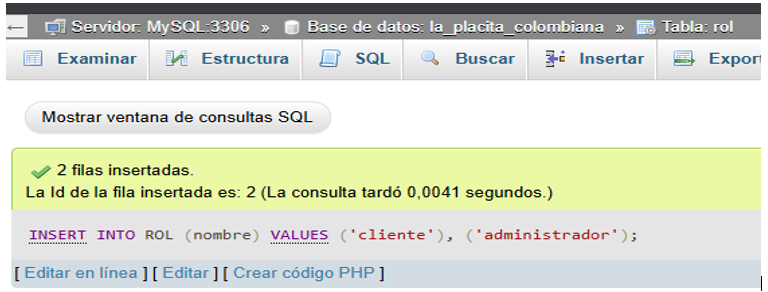 Servidor: MySQL:3306 » Base de datos: la_placita_colombiana » Tabla: rol
Examinar Estructura SQL Buscar Insertar Export
Mostrar ventana de consultas SQL
2 filas insertadas.
La Id de la fila insertada es: 2 (La consulta tardó 0,0041 segundos.)
INSERT INTO ROL (nombre) VALUES ('cliente'), ('administrador');
[ Editar en línea ] [ Editar ] [ Crear código PHP ]